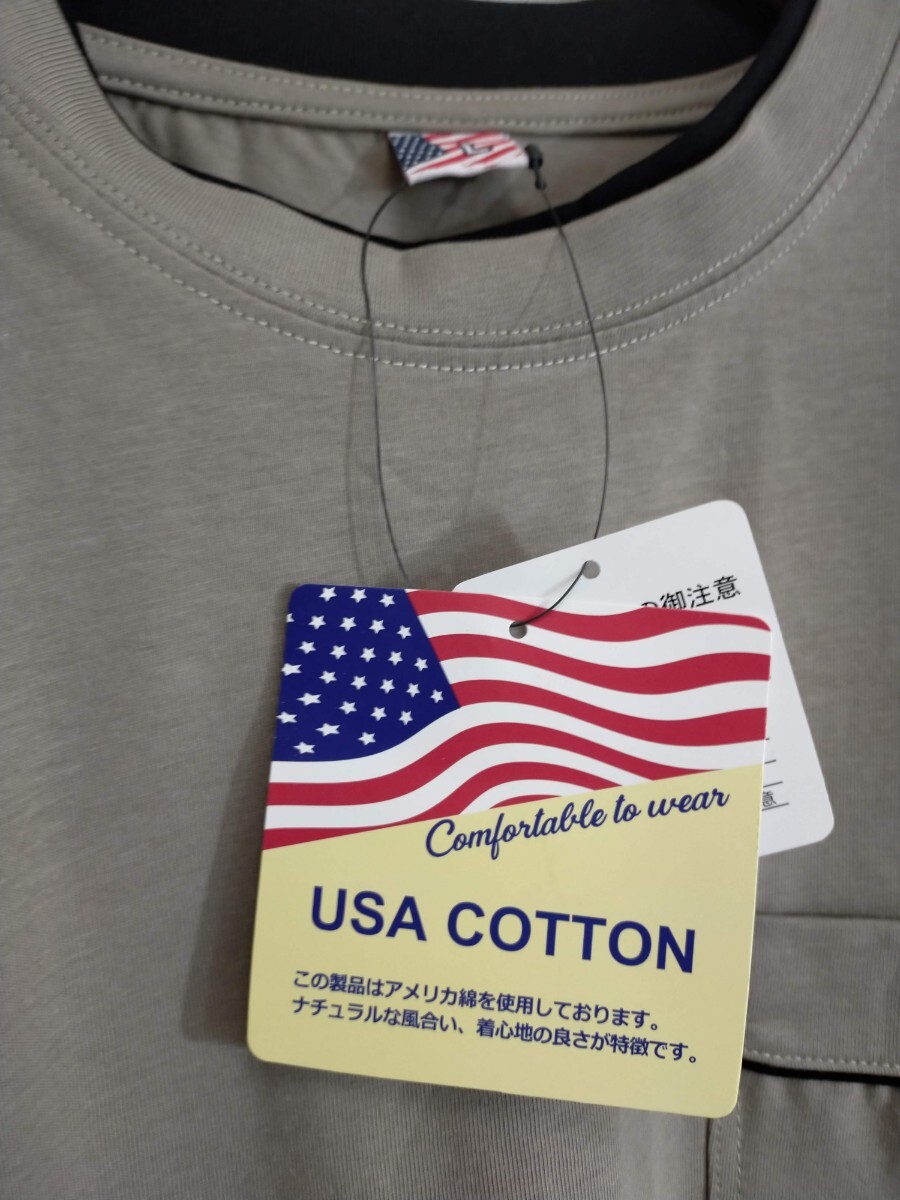 L
の御注意
意
Comfortable to wear
USA COTTON
この製品はアメリカ綿を使用しております。
ナチュラルな風合い、着心地の良さが特徴です。